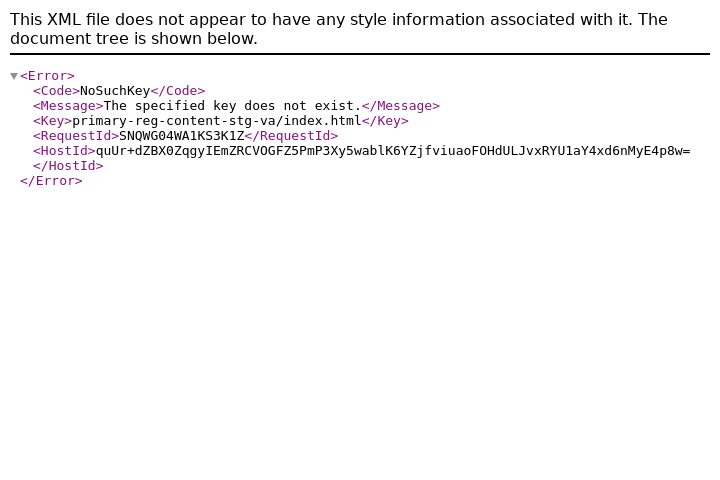 This XML file does not appear to have any style information associated with it. The
document tree is shown below.
<Error>
<Code>NoSuchKey</Code>
<Message>The specified key does not exist.</Message>
<Key>primary-reg-content-stg-va/index.html</Key>
<RequestId>SNQWG04WA1KS3K1Z</RequestId>
<HostId>quUr+dZBX0ZqgyIEmZRCVOGFZ5PmP3Xy5wablK6YZjfviuaoFOHdULJvxRYU1aY4xd6nMyE4p8w=
</HostId>
</Error>